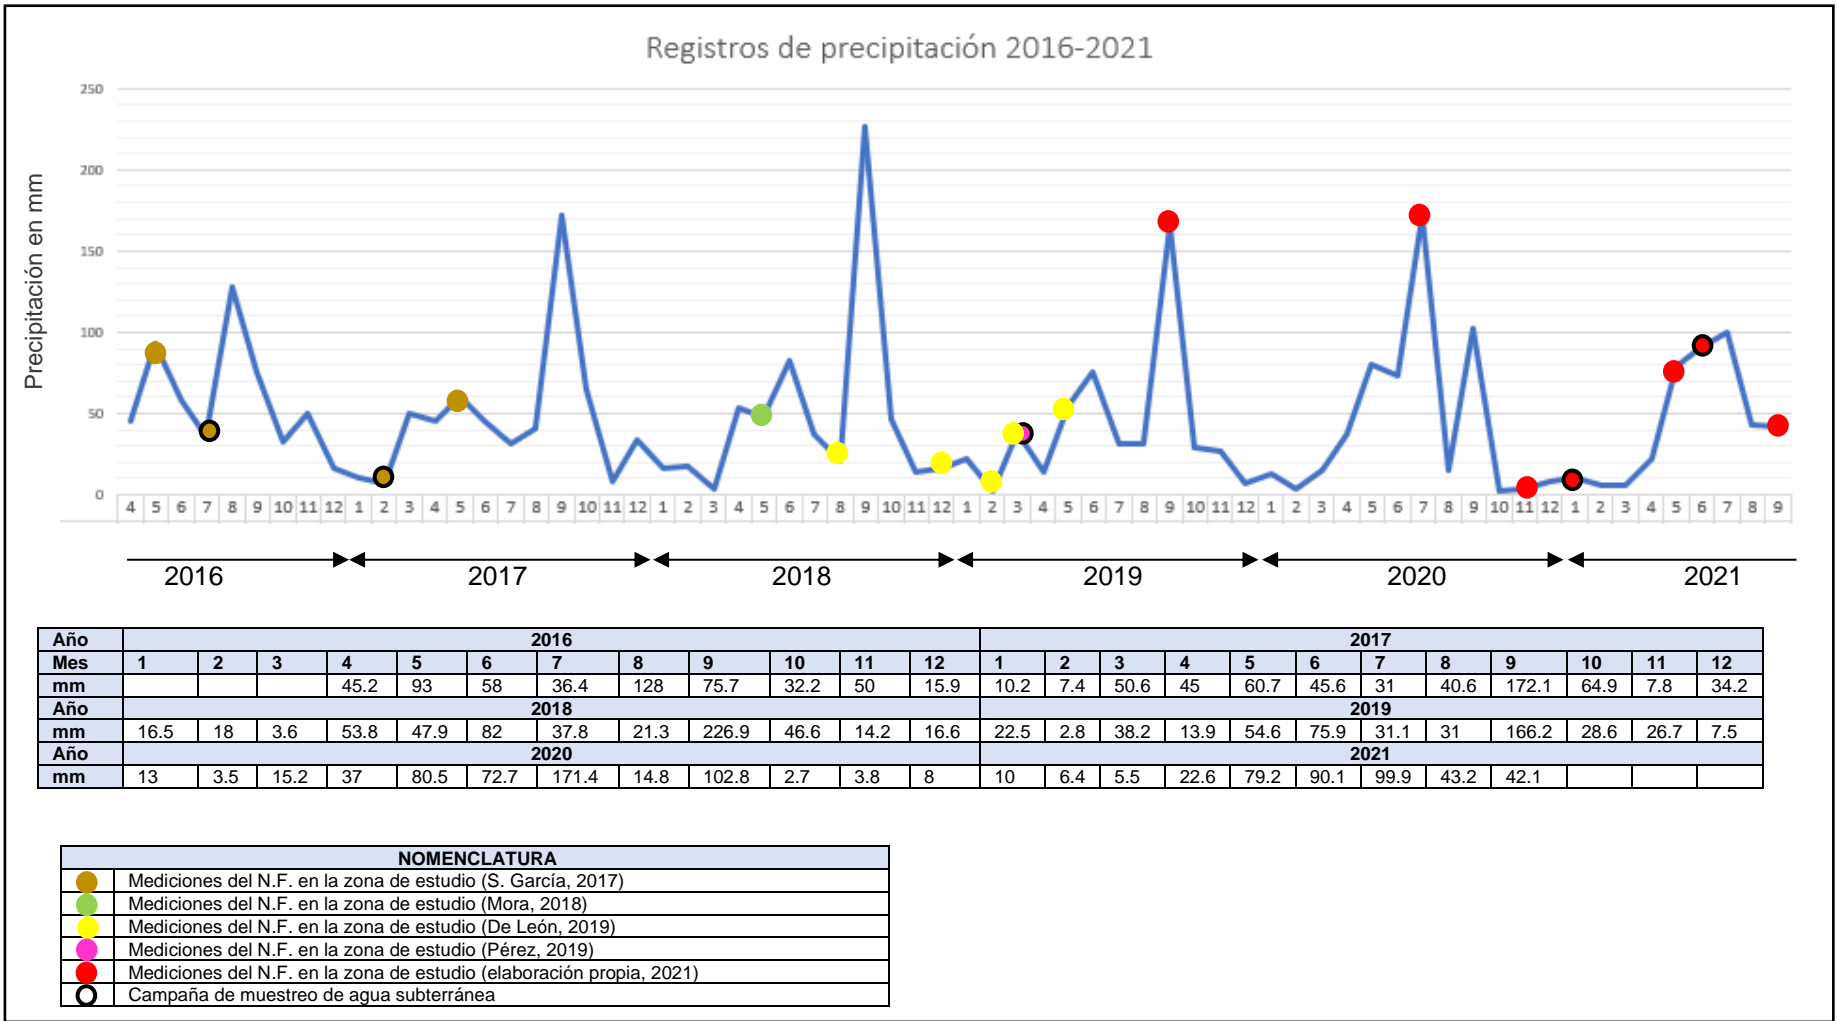 Registros de precipitación 2016-2021
Precipitación en mm
250
200
150
100
50
0
4 5 6 7 8 9 10 11 12 1 2 3 4 5 6 7 8 9 10 11 12 1 2 3 4 5 6 7 8 9 10 11 12 1 2 3 4 5 6 7 8 9 10 11 12 1 2 3 4 5 6 7 8 9 10 11 12 1 2 3 4 5 6 7 8 9
2016 2017 2018 2019 2020 2021
Año 2016 2017
Mes 1 2 3 4 5 6 7 8 9 10 11 12 1 2 3 4 5 6 7 8 9 10 11 12
mm 45.2 93 58 36.4 128 75.7 32.2 50 15.9 10.2 7.4 50.6 45 60.7 45.6 31 40.6 172.1 64.9 7.8 34.2
Año 2018 2019
mm 16.5 18 3.6 53.8 47.9 82 37.8 21.3 226.9 46.6 14.2 16.6 22.5 2.8 38.2 13.9 54.6 75.9 31.1 31 166.2 28.6 26.7 7.5
Año 2020 2021
mm 13 3.5 15.2 37 80.5 72.7 171.4 14.8 102.8 2.7 3.8 8 10 6.4 5.5 22.6 79.2 90.1 99.9 43.2 42.1
NOMENCLATURA
Mediciones del N.F. en la zona de estudio (S. García, 2017)
Mediciones del N.F. en la zona de estudio (Mora, 2018)
Mediciones del N.F. en la zona de estudio (De León, 2019)
Mediciones del N.F. en la zona de estudio (Pérez, 2019)
Mediciones del N.F. en la zona de estudio (elaboración propia, 2021)
Campaña de muestreo de agua subterránea